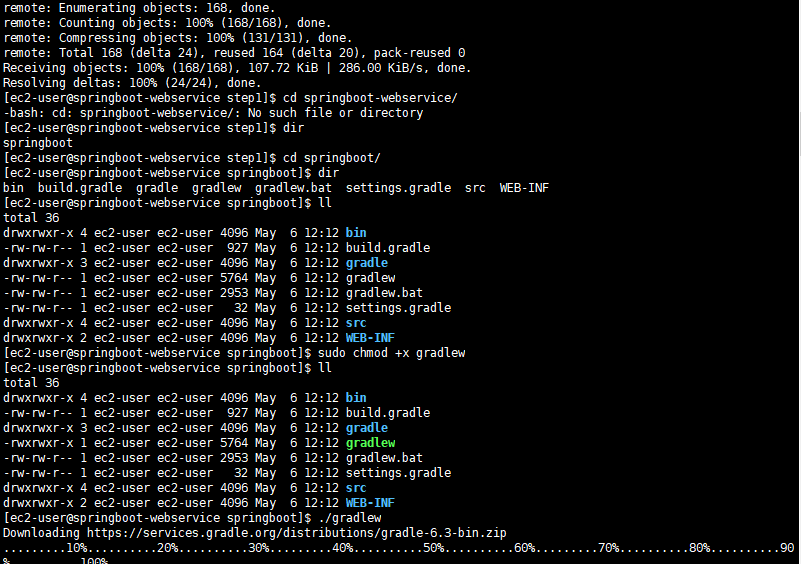 remote: Enumerating objects: 168, done.
remote: Counting objects: 100% (168/168), done.
remote: Compressing objects: 100% (131/131), done.
remote: Total 168 (delta 24), reused 164 (delta 20), pack-reused 0
Receiving objects: 100% (168/168), 107.72 KiB | 286.00 KiB/s, done.
Resolving deltas: 100% (24/24), done.
[ec2-user@springboot-webservice step1]$ cd springboot-webservice/
-bash: cd: springboot-webservice/: No such file or directory
[ec2-user@springboot-webservice step1]$ dir
springboot
[ec2-user@springboot-webservice step1]$ cd springboot/
[ec2-user@springboot-webservice springboot]$ dir
bin  build.gradle  gradle  gradlew  gradlew.bat  settings.gradle  src  WEB-INF
[ec2-user@springboot-webservice springboot]$ ll
total 36
drwxrwxr-x 4 ec2-user ec2-user 4096 May  6 12:12 bin
-rw-rw-r-- 1 ec2-user ec2-user  927 May  6 12:12 build.gradle
drwxrwxr-x 3 ec2-user ec2-user 4096 May  6 12:12 gradle
-rw-rw-r-- 1 ec2-user ec2-user 5764 May  6 12:12 gradlew
-rw-rw-r-- 1 ec2-user ec2-user 2953 May  6 12:12 gradlew.bat
-rw-rw-r-- 1 ec2-user ec2-user   32 May  6 12:12 settings.gradle
drwxrwxr-x 4 ec2-user ec2-user 4096 May  6 12:12 src
drwxrwxr-x 2 ec2-user ec2-user 4096 May  6 12:12 WEB-INF
[ec2-user@springboot-webservice springboot]$ sudo chmod +x gradlew
[ec2-user@springboot-webservice springboot]$ ll
total 36
drwxrwxr-x 4 ec2-user ec2-user 4096 May  6 12:12 bin
-rw-rw-r-- 1 ec2-user ec2-user  927 May  6 12:12 build.gradle
drwxrwxr-x 3 ec2-user ec2-user 4096 May  6 12:12 gradle
-rwxrwxr-x 1 ec2-user ec2-user 5764 May  6 12:12 gradlew
-rw-rw-r-- 1 ec2-user ec2-user 2953 May  6 12:12 gradlew.bat
-rw-rw-r-- 1 ec2-user ec2-user   32 May  6 12:12 settings.gradle
drwxrwxr-x 4 ec2-user ec2-user 4096 May  6 12:12 src
drwxrwxr-x 2 ec2-user ec2-user 4096 May  6 12:12 WEB-INF
[ec2-user@springboot-webservice springboot]$ ./gradlew
Downloading https://services.gradle.org/distributions/gradle-6.3-bin.zip
.........10%..........20%..........30%..........40%..........50%..........60%..........70%..........80%..........90
%..........100%